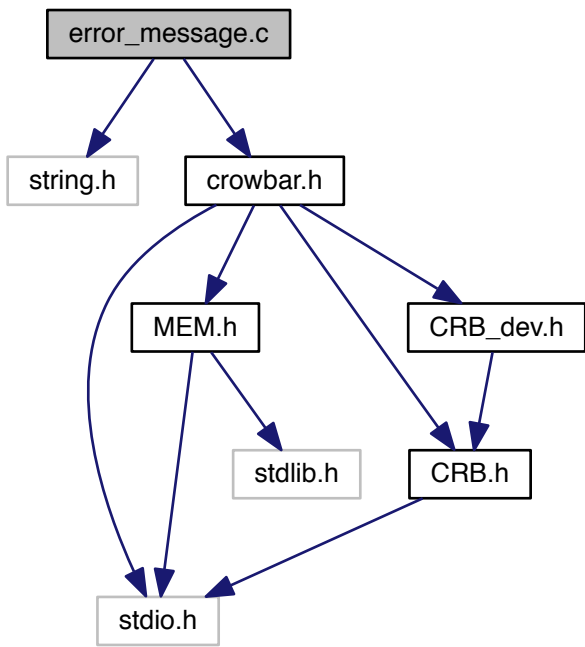 error_message.c
string.h
crowbar.h
MEM.h
CRB_dev.h
stdlib.h
CRB.h
stdio.h